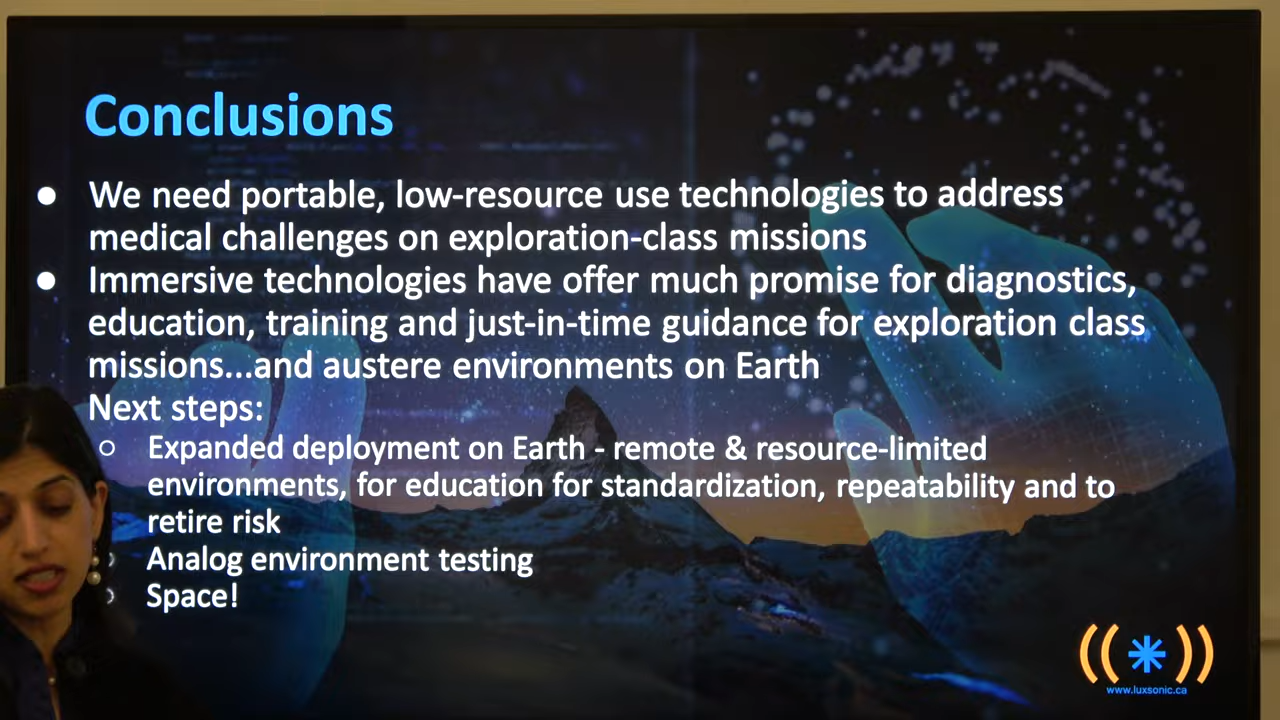 Conclusions
● We need portable, low-resource use technologies to address
medical challenges on exploration-class missions
● Immersive technologies have offer much promise for diagnostics,
education, training and just-in-time guidance for exploration class
missions...and austere environments on Earth
Next steps:
○ Expanded deployment on Earth - remote & resource-limited
environments, for education for standardization, repeatability and to
retire risk
○ Analog environment testing
○ Space!
www.luxsonic.ca